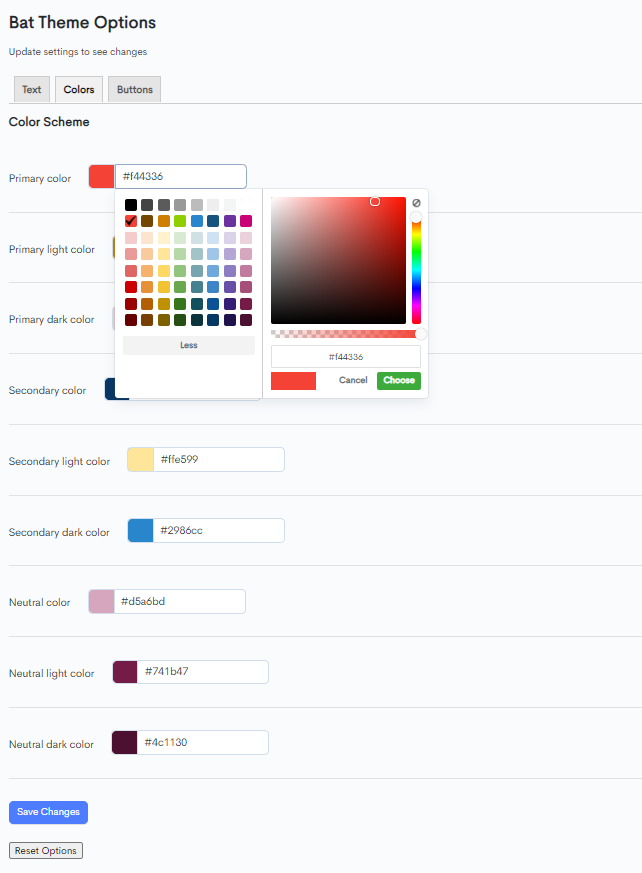 Bat Theme Options
Update settings to see changes
Text Colors Buttons
Color Scheme
Primary color #f44336
Primary light color
Primary dark color
Less
#f44336
Cancel Choose
Secondary color
Secondary light color #ffe599
Secondary dark color #2986cc
Neutral color #d5a6bd
Neutral light color #741b47
Neutral dark color #4c1130
Save Changes
Reset Options